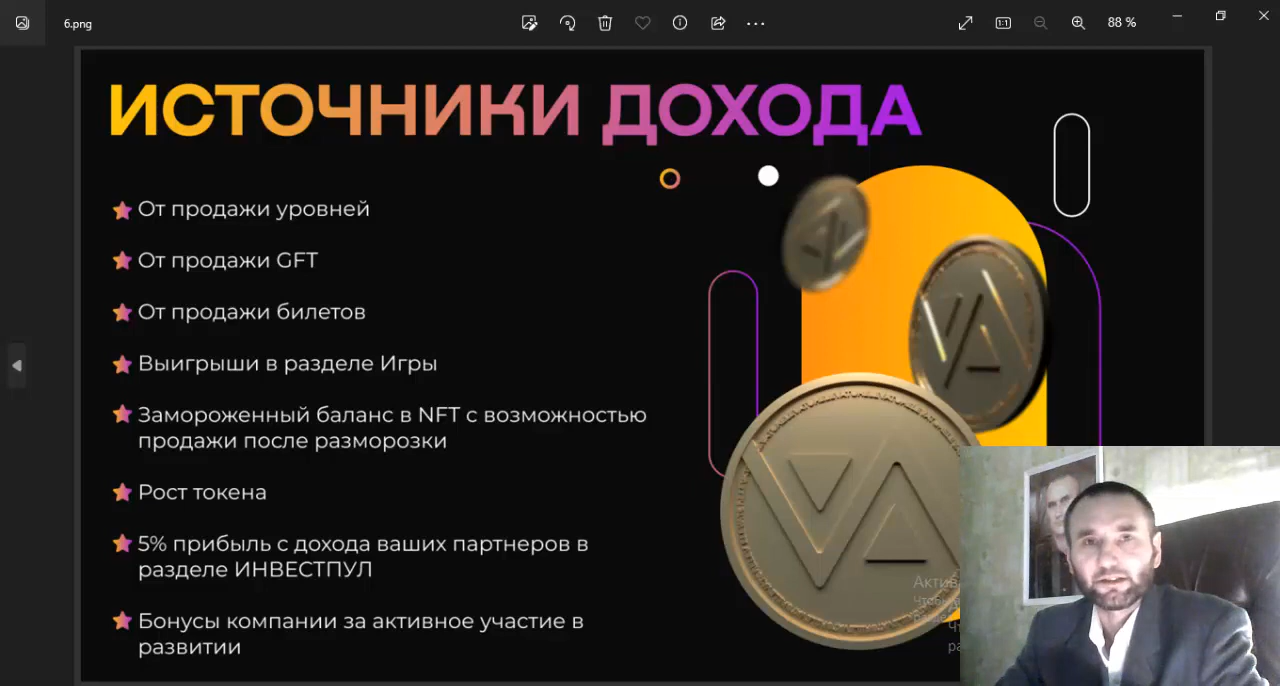 6.png
88 %
ИСТОЧНИКИ ДОХОДА
От продажи уровней
От продажи GFT
От продажи билетов
Выигрыши в разделе Игры
Замороженный баланс в NFT с возможностью
продажи после разморозки
Рост токена
5% прибыль с дохода ваших партнеров в
разделе ИНВЕСТПУЛ
Бонусы компании за активное участие в
развитии